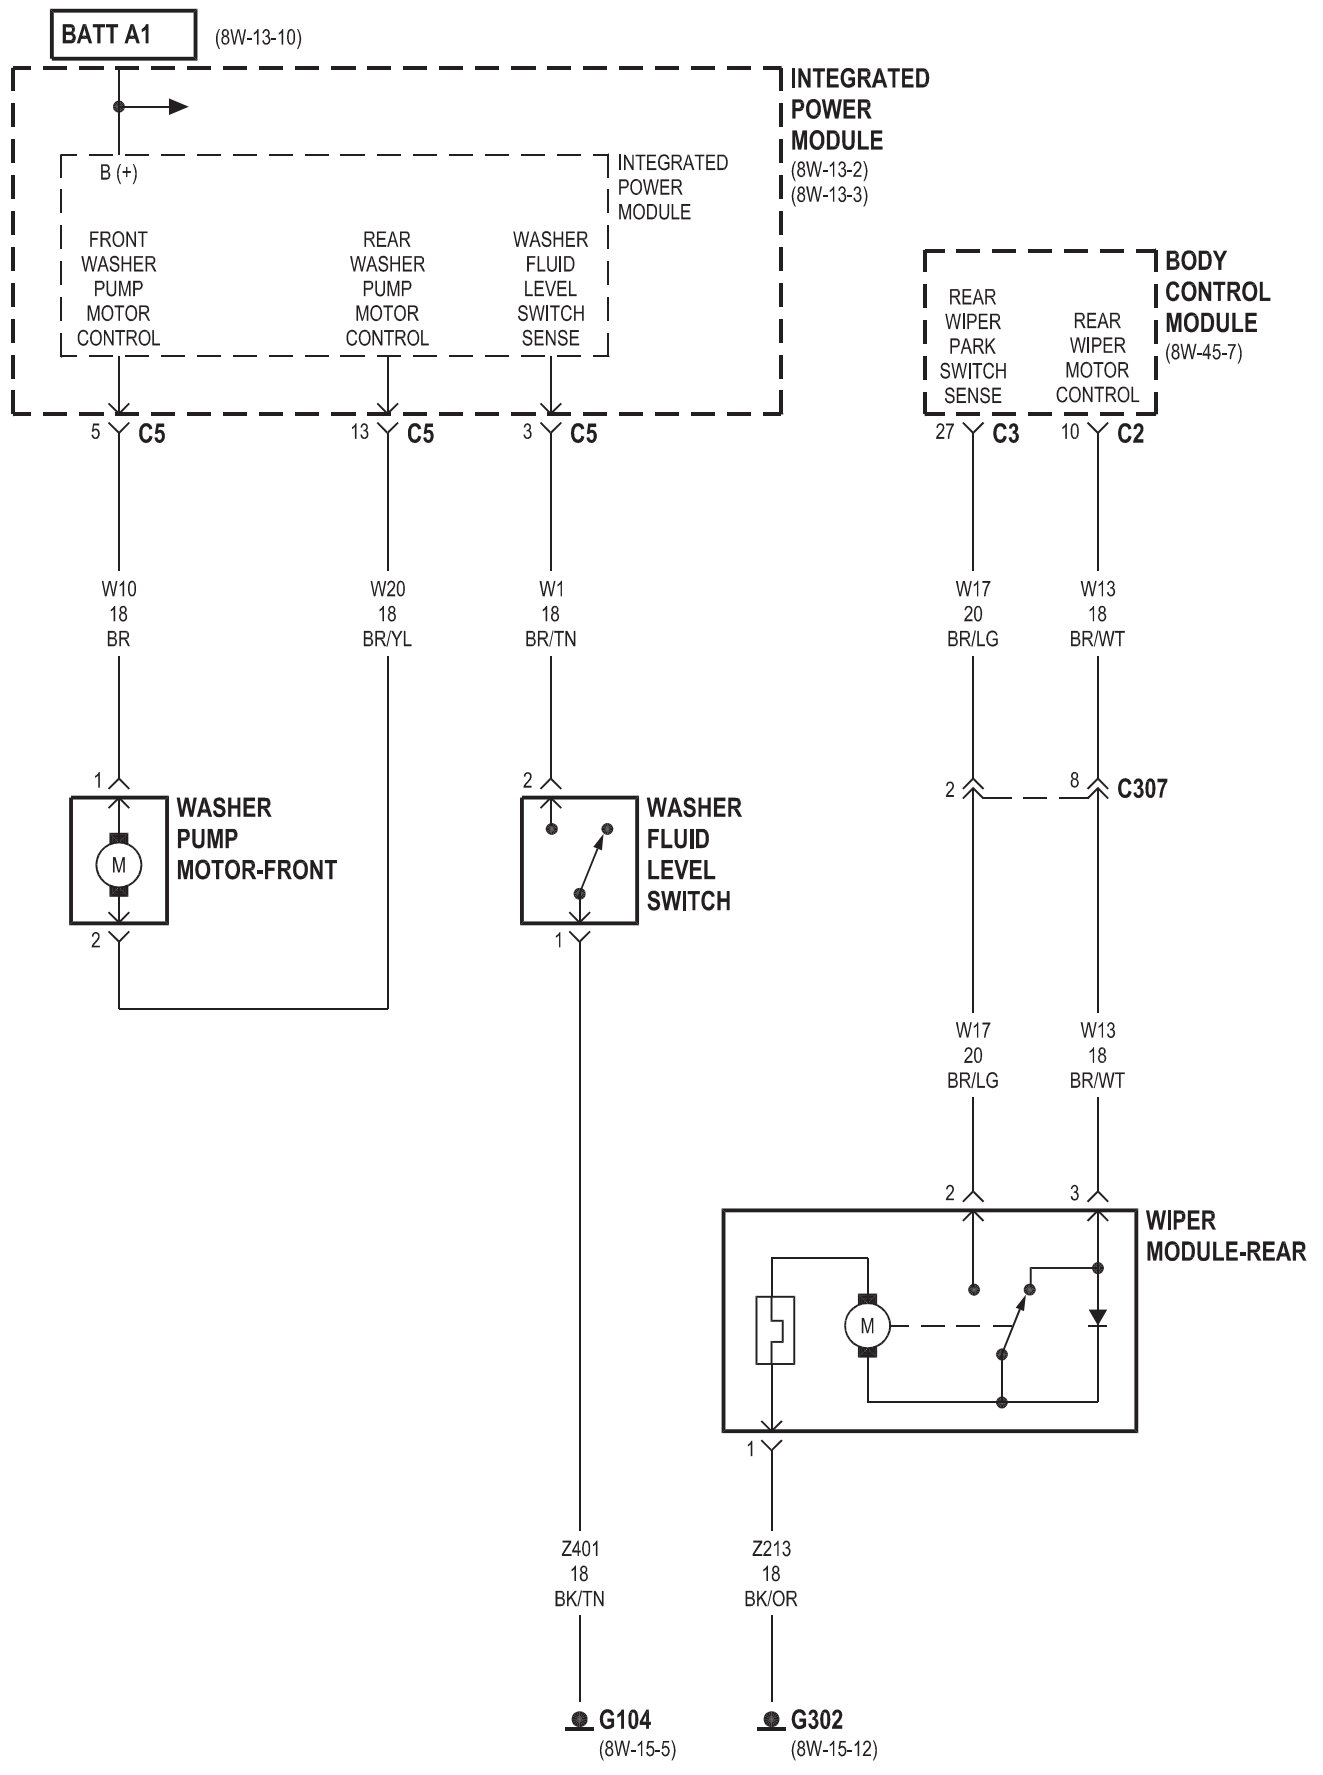 BATT A1
(8W-13-10)
INTEGRATED
POWER
MODULE
(8W-13-2)
(8W-13-3)
B (+)
INTEGRATED
POWER
MODULE
FRONT
WASHER
PUMP
MOTOR
CONTROL
REAR
WASHER
PUMP
MOTOR
CONTROL
WASHER
FLUID
LEVEL
SWITCH
SENSE
BODY
CONTROL
MODULE
(8W-45-7)
REAR
WIPER
PARK
SWITCH
SENSE
REAR
WIPER
MOTOR
CONTROL
5 C5
13 C5
3 C5
27 C3
10 C2
W10
18
BR
W20
18
BR/YL
W1
18
BR/TN
W17
20
BR/LG
W13
18
BR/WT
1
2
2
8
C307
WASHER
PUMP
MOTOR-FRONT
M
2
WASHER
FLUID
LEVEL
SWITCH
1
W17
20
BR/LG
W13
18
BR/WT
2
3
WIPER
MODULE-REAR
M
1
Z401
18
BK/TN
Z213
18
BK/OR
G104
(8W-15-5)
G302
(8W-15-12)